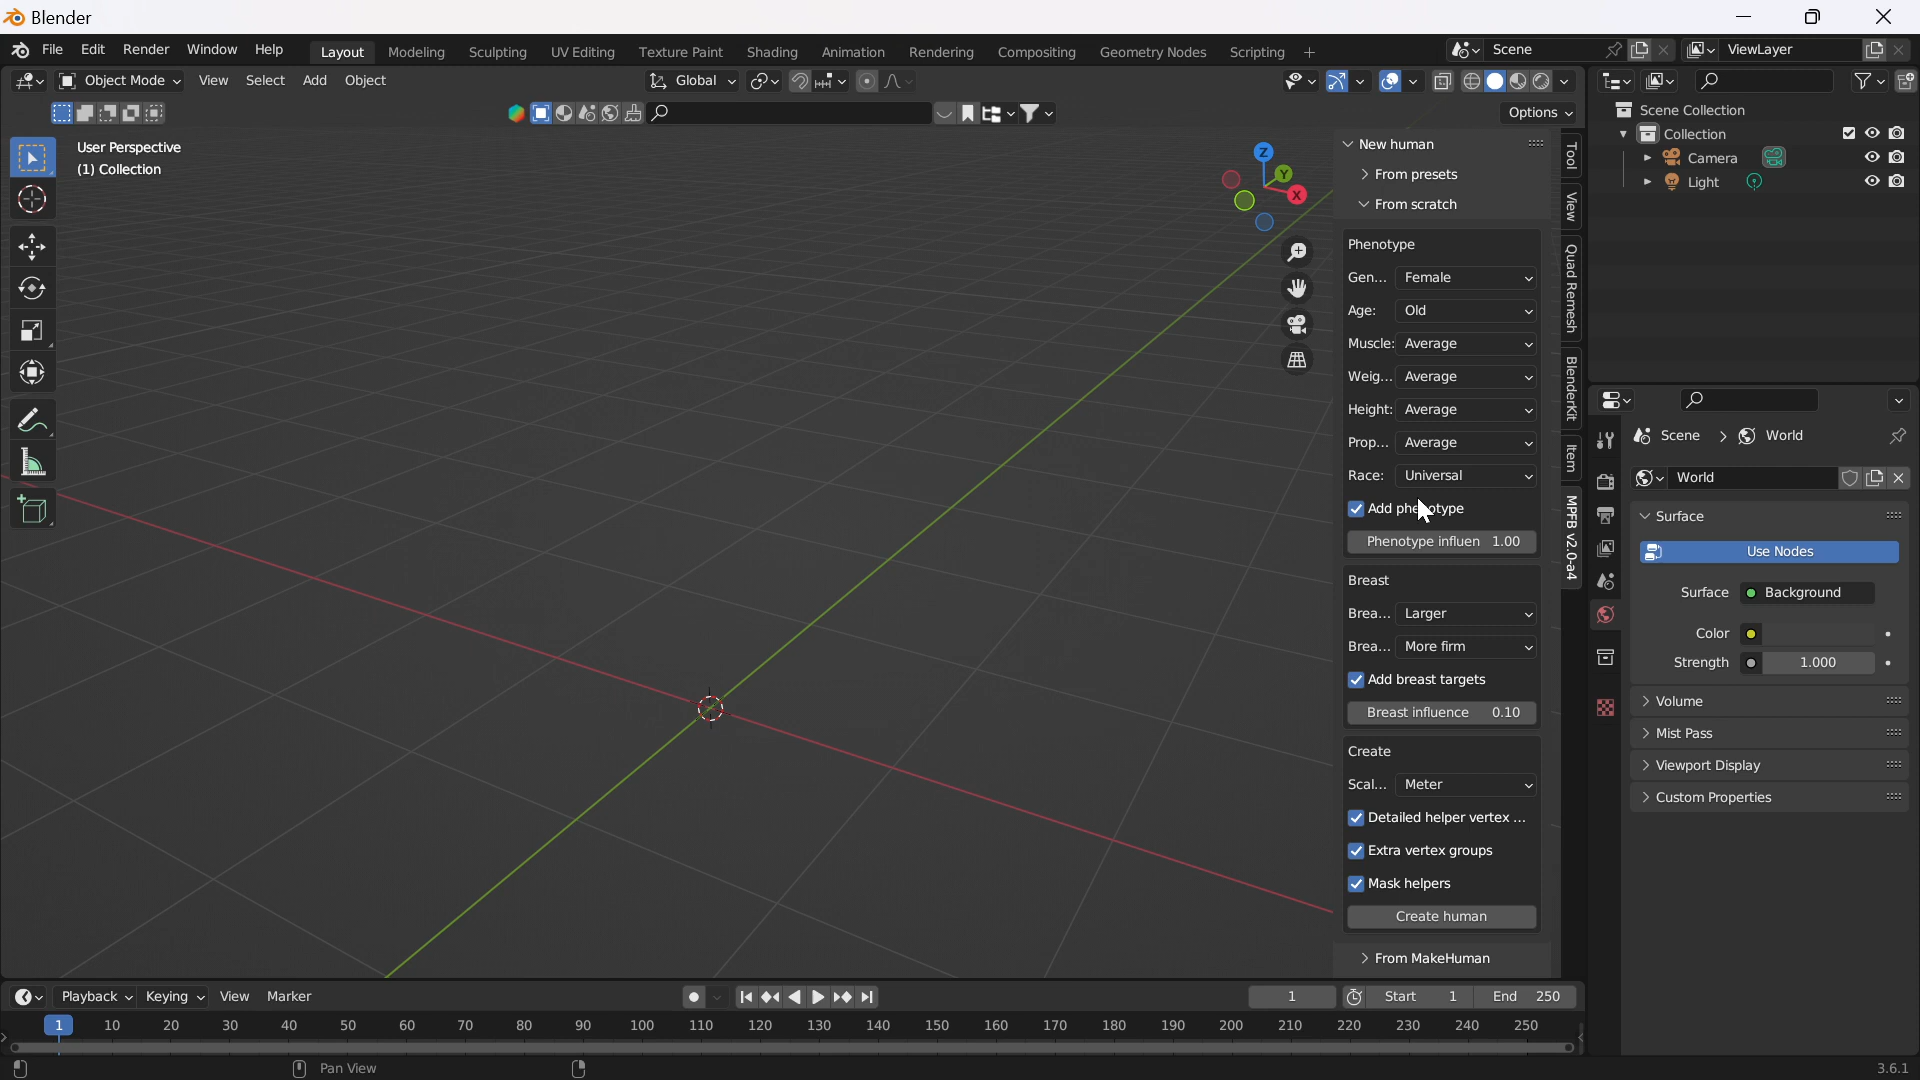 Blender
File Edit Render Window Help Layout Modeling Sculpting UV Editing Texture Paint Shading Animation Rendering Compositing Geometry Nodes Scripting + Scene ViewLayer
Object Mode View Select Add Object Global
Options
User Perspective
(1) Collection
Z
Y
X
New human
From presets
From scratch
Phenotype
Gen... Female
Age: Old
Muscle: Average
Weig... Average
Height: Average
Prop... Average
Race: Universal
Add phenotype
Phenotype influen 1.00
Breast
Brea... Larger
Brea... More firm
Add breast targets
Breast influence 0.10
Create
Scal... Meter
Detailed helper vertex ...
Extra vertex groups
Mask helpers
Create human
From MakeHuman
Tool
View
Quad Remesh
BlenderKit
Item
MPFB v2.0-a4
Scene Collection
Collection
Camera
Light
Scene World
World
Surface
Use Nodes
Surface Background
Color
Strength 1.000
Volume
Mist Pass
Viewport Display
Custom Properties
Playback Keying View Marker 1 Start 1 End 250
1 10 20 30 40 50 60 70 80 90 100 110 120 130 140 150 160 170 180 190 200 210 220 230 240 250
Pan View 3.6.1